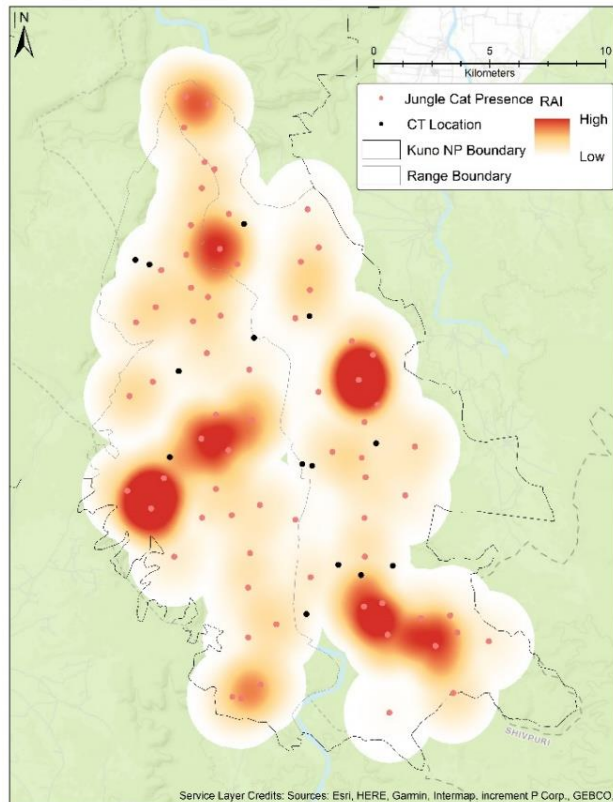 N
0 5 10
Kilometers
Jungle Cat Presence RAI
CT Location High
Kuno NP Boundary Low
Range Boundary
SHIVPURI
Service Layer Credits: Sources: Esri, HERE, Garmin, Intermap, increment P Corp., GEBCO,